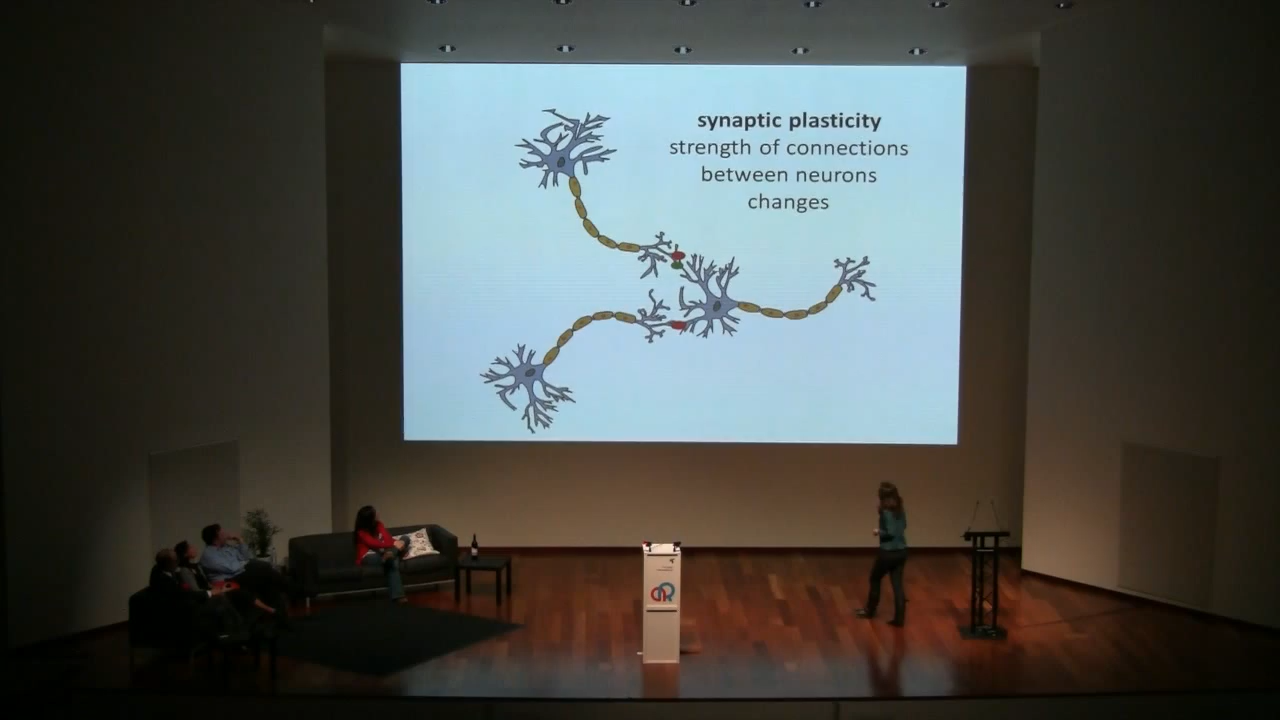 synaptic plasticity
strength of connections
between neurons
changes